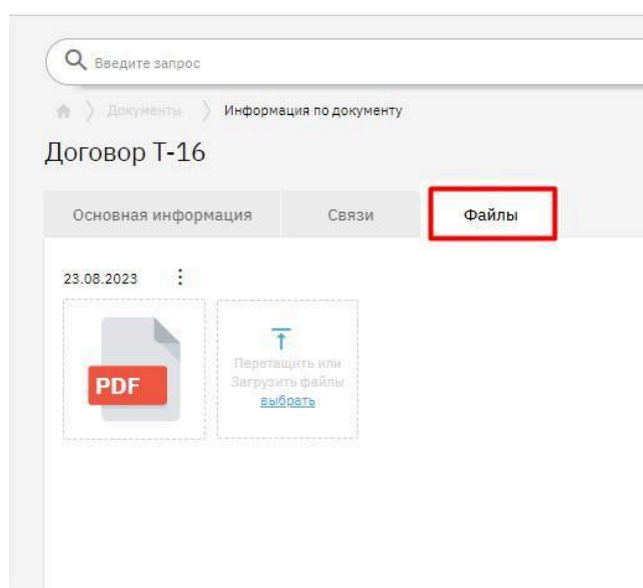 Введите запрос
Документы
Информация по документу
Договор Т-16
Основная информация
Связи
Файлы
23.08.2023
PDF
Перетащить или
Загрузить файлы
выбрать